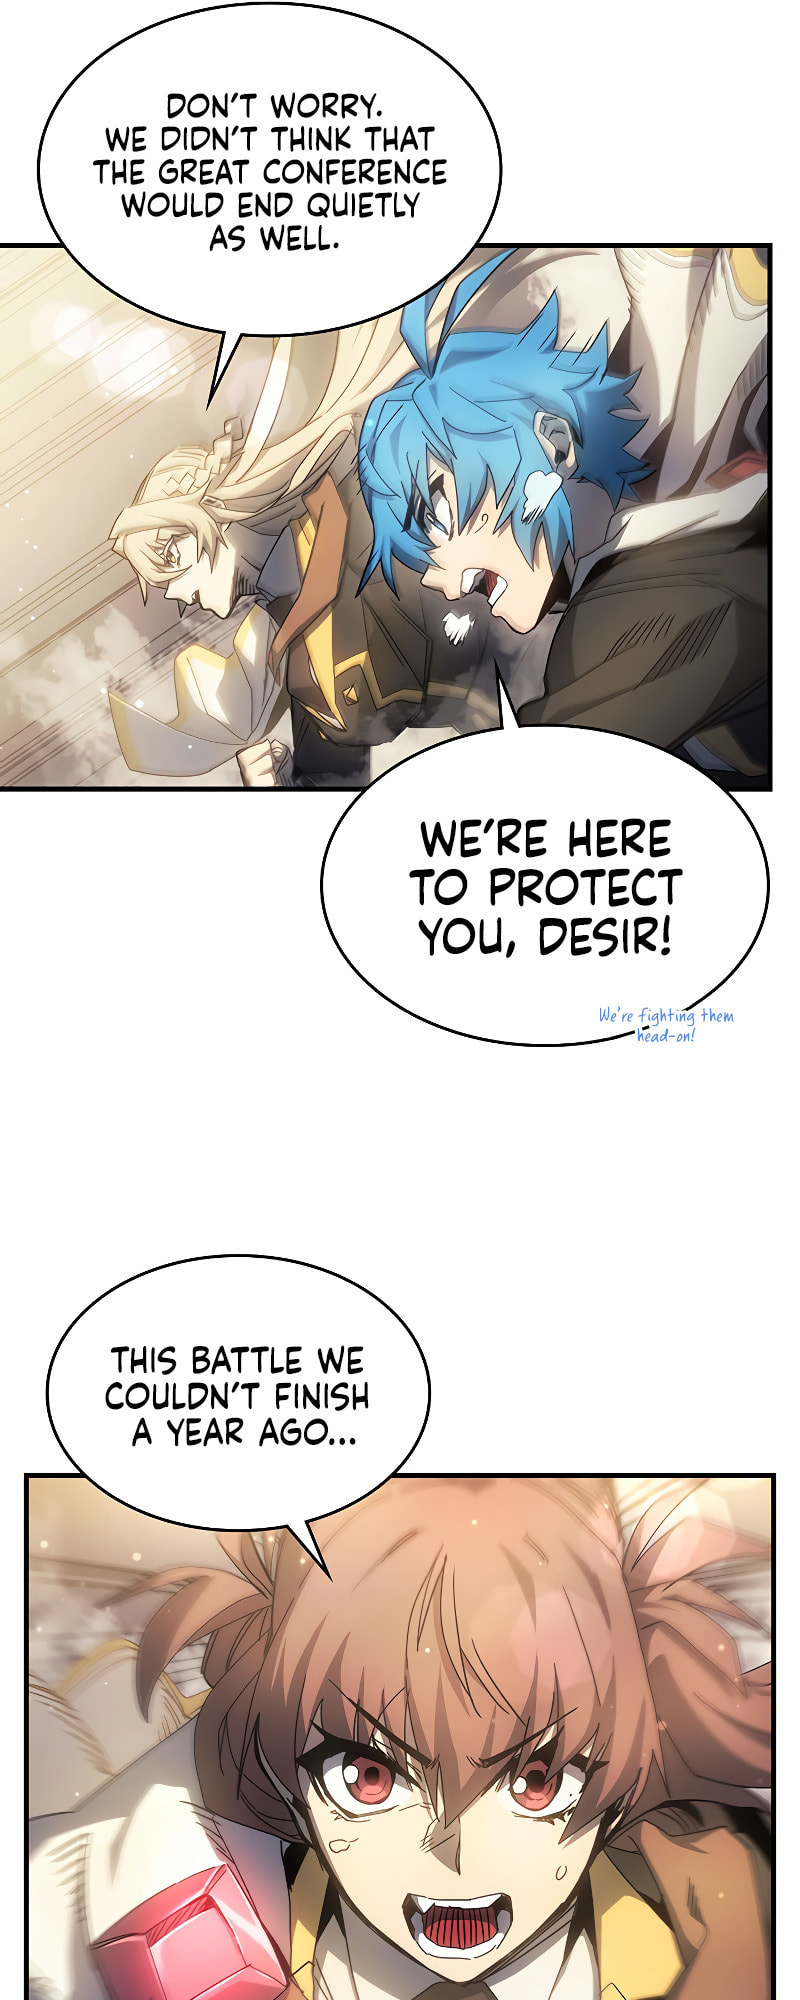 DON'T WORRY.
WE DIDN'T THINK THAT
THE GREAT CONFERENCE
WOULD END QUIETLY
AS WELL.
WE'RE HERE
TO PROTECT
YOU, DESIR!
We're fighting them
head-on!
THIS BATTLE WE
COULDN'T FINISH
A YEAR AGO...